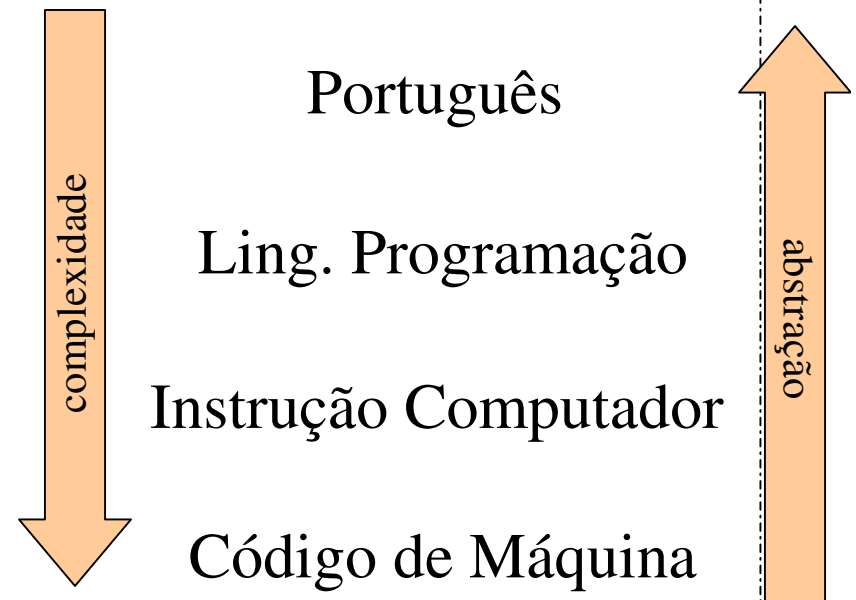 Português
complexidade
Ling. Programação
abstração
Instrução Computador
Código de Máquina